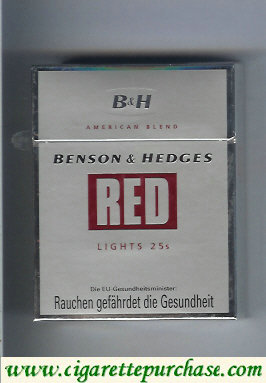 B&H
AMERICAN BLEND
BENSON & HEDGES
RED
LIGHTS 25s
Die EU-Gesundheitsminister:
Rauchen gefährdet die Gesundheit
www.cigarettepurchase.com